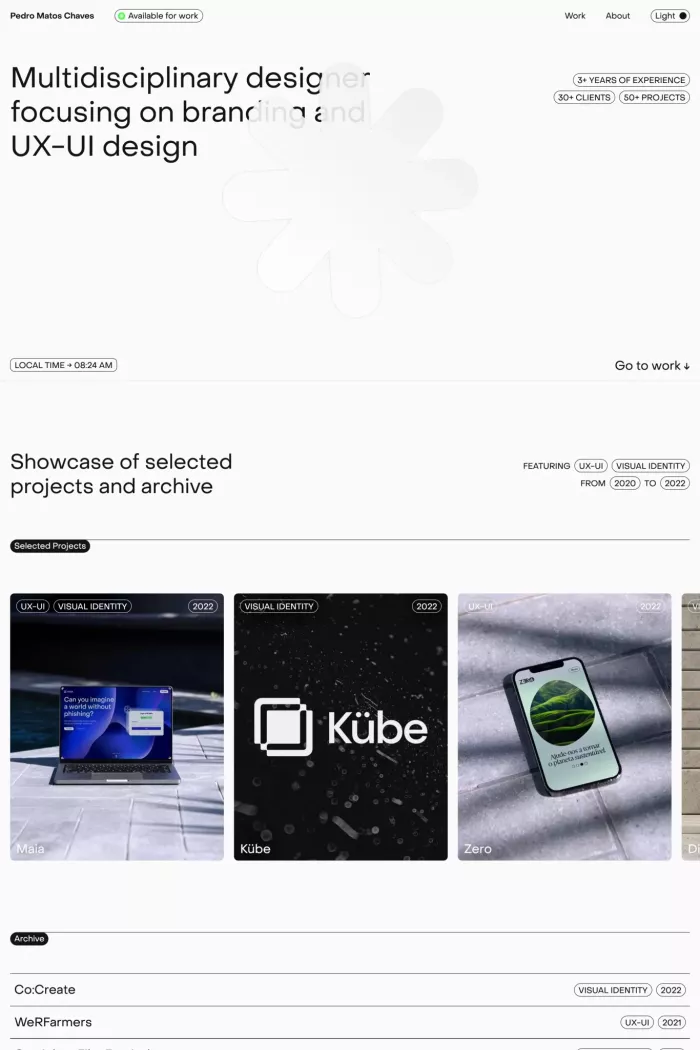 Pedro Matos Chaves
Available for work
Work
About
Light
Multidisciplinary designer
focusing on branding and
UX-UI design
3+ YEARS OF EXPERIENCE
30+ CLIENTS
50+ PROJECTS
LOCAL TIME → 08:24 AM
Go to work ↓
Showcase of selected
projects and archive
FEATURING UX-UI VISUAL IDENTITY
FROM 2020 TO 2022
Selected Projects
UX-UI VISUAL IDENTITY 2022
Can you imagine
a world without
phishing?
Maia
VISUAL IDENTITY 2022
Kübe
Kübe
UX-UI 2022
Ajude-nos a tornar
o planeta sustentável
Zero
Di
Archive
Co:Create
VISUAL IDENTITY 2022
WeRFarmers
UX-UI 2021